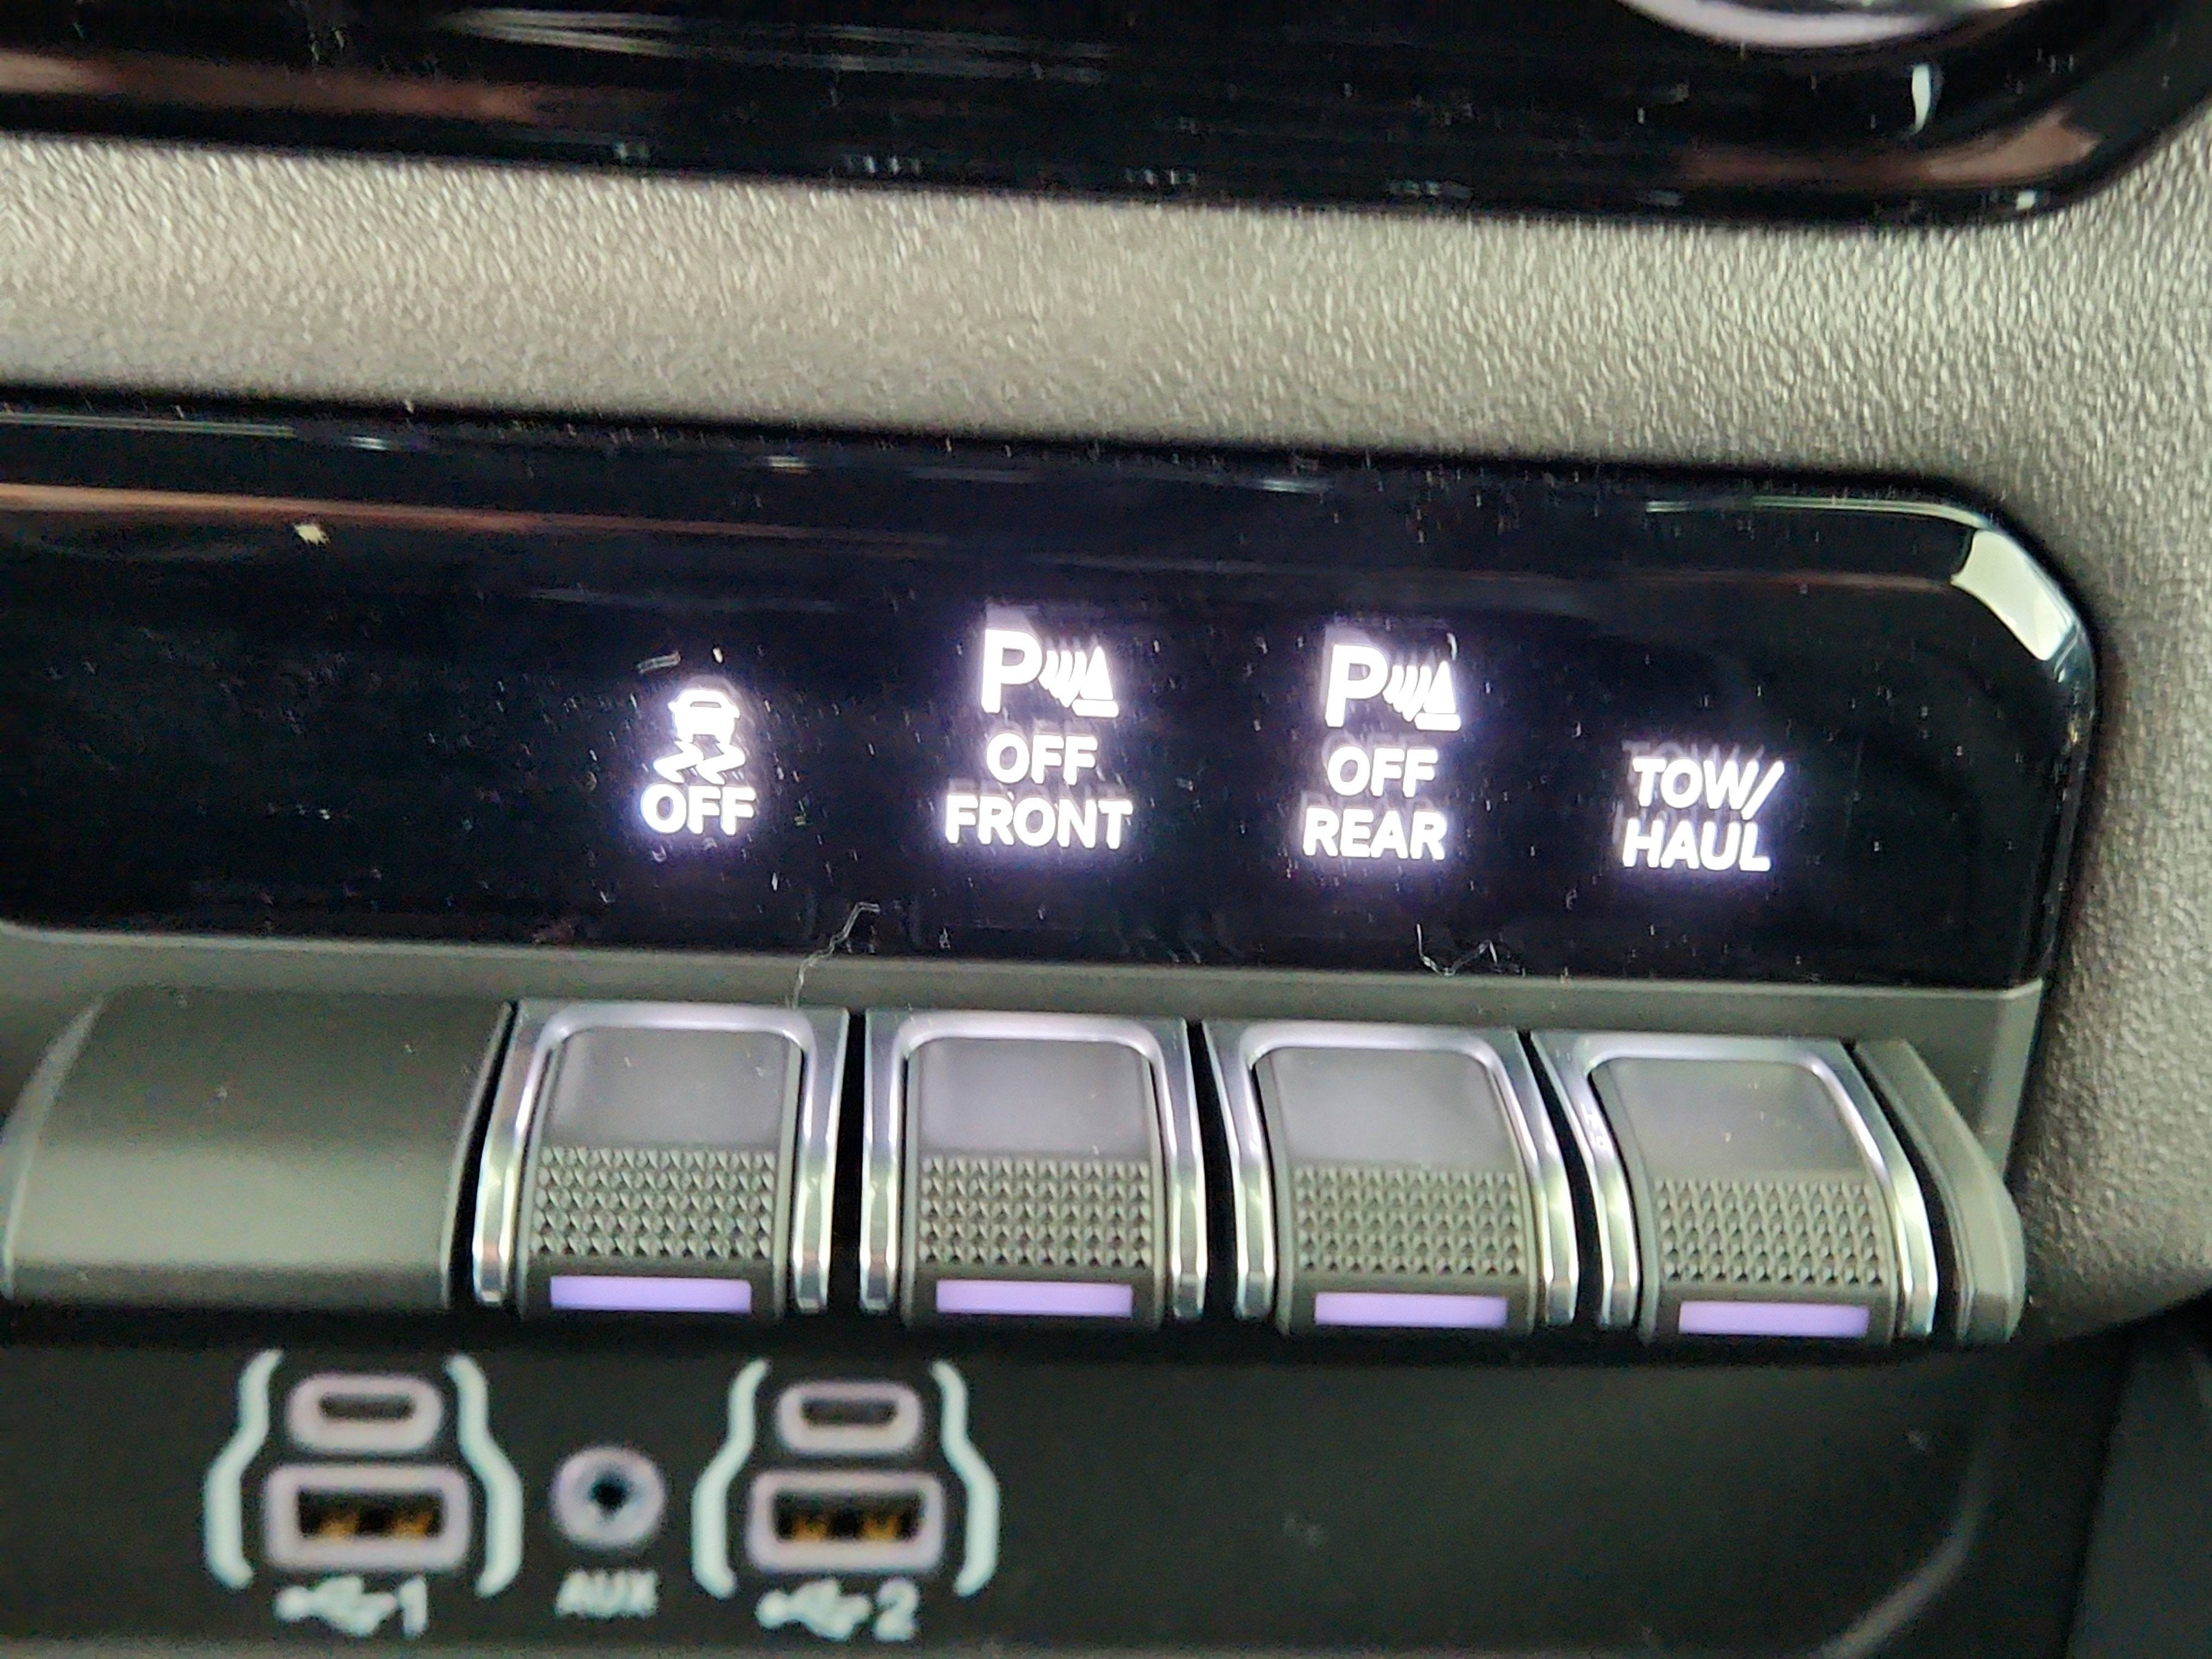 OFF
P
OFF
FRONT
P
OFF
REAR
TOW/
HAUL
1
AUX
2